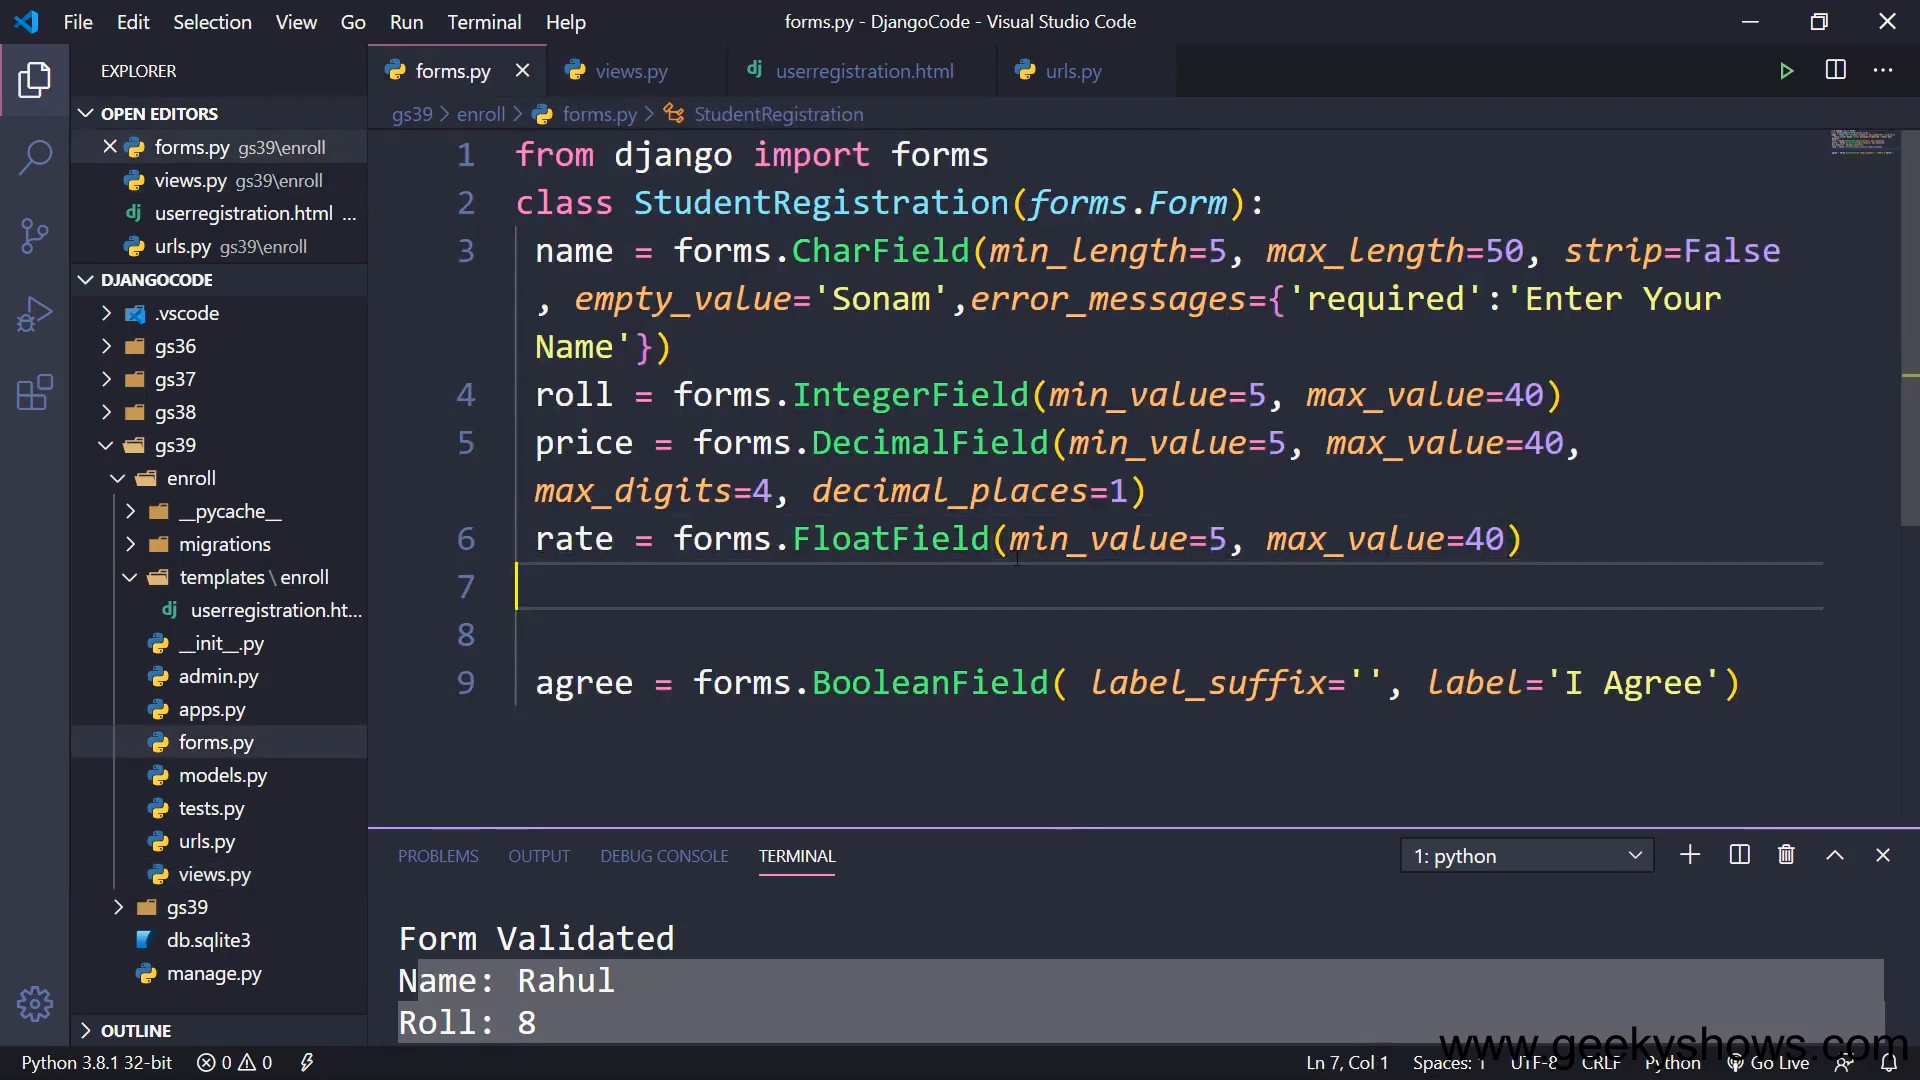 File Edit Selection View Go Run Terminal Help
forms.py - DjangoCode - Visual Studio Code
EXPLORER
OPEN EDITORS
forms.py gs39\enroll
views.py gs39\enroll
userregistration.html ...
urls.py gs39\enroll
DJANGOCODE
.vscode
gs36
gs37
gs38
gs39
enroll
__pycache__
migrations
templates \ enroll
userregistration.ht...
__init__.py
admin.py
apps.py
forms.py
models.py
tests.py
urls.py
views.py
gs39
db.sqlite3
manage.py
OUTLINE
forms.py views.py userregistration.html urls.py
gs39 > enroll > forms.py > StudentRegistration
1 from django import forms
2 class StudentRegistration(forms.Form):
3 name = forms.CharField(min_length=5, max_length=50, strip=False
, empty_value='Sonam',error_messages={'required':'Enter Your
Name'})
4 roll = forms.IntegerField(min_value=5, max_value=40)
5 price = forms.DecimalField(min_value=5, max_value=40,
max_digits=4, decimal_places=1)
6 rate = forms.FloatField(min_value=5, max_value=40)
7
8
9 agree = forms.BooleanField( label_suffix='', label='I Agree')
PROBLEMS OUTPUT DEBUG CONSOLE TERMINAL
1: python
Form Validated
Name: Rahul
Roll: 8
www.geekyshows.com
Python 3.8.1 32-bit 0 0
Ln 7, Col 1 Spaces: 1 UTF-8 CRLF Python Go Live